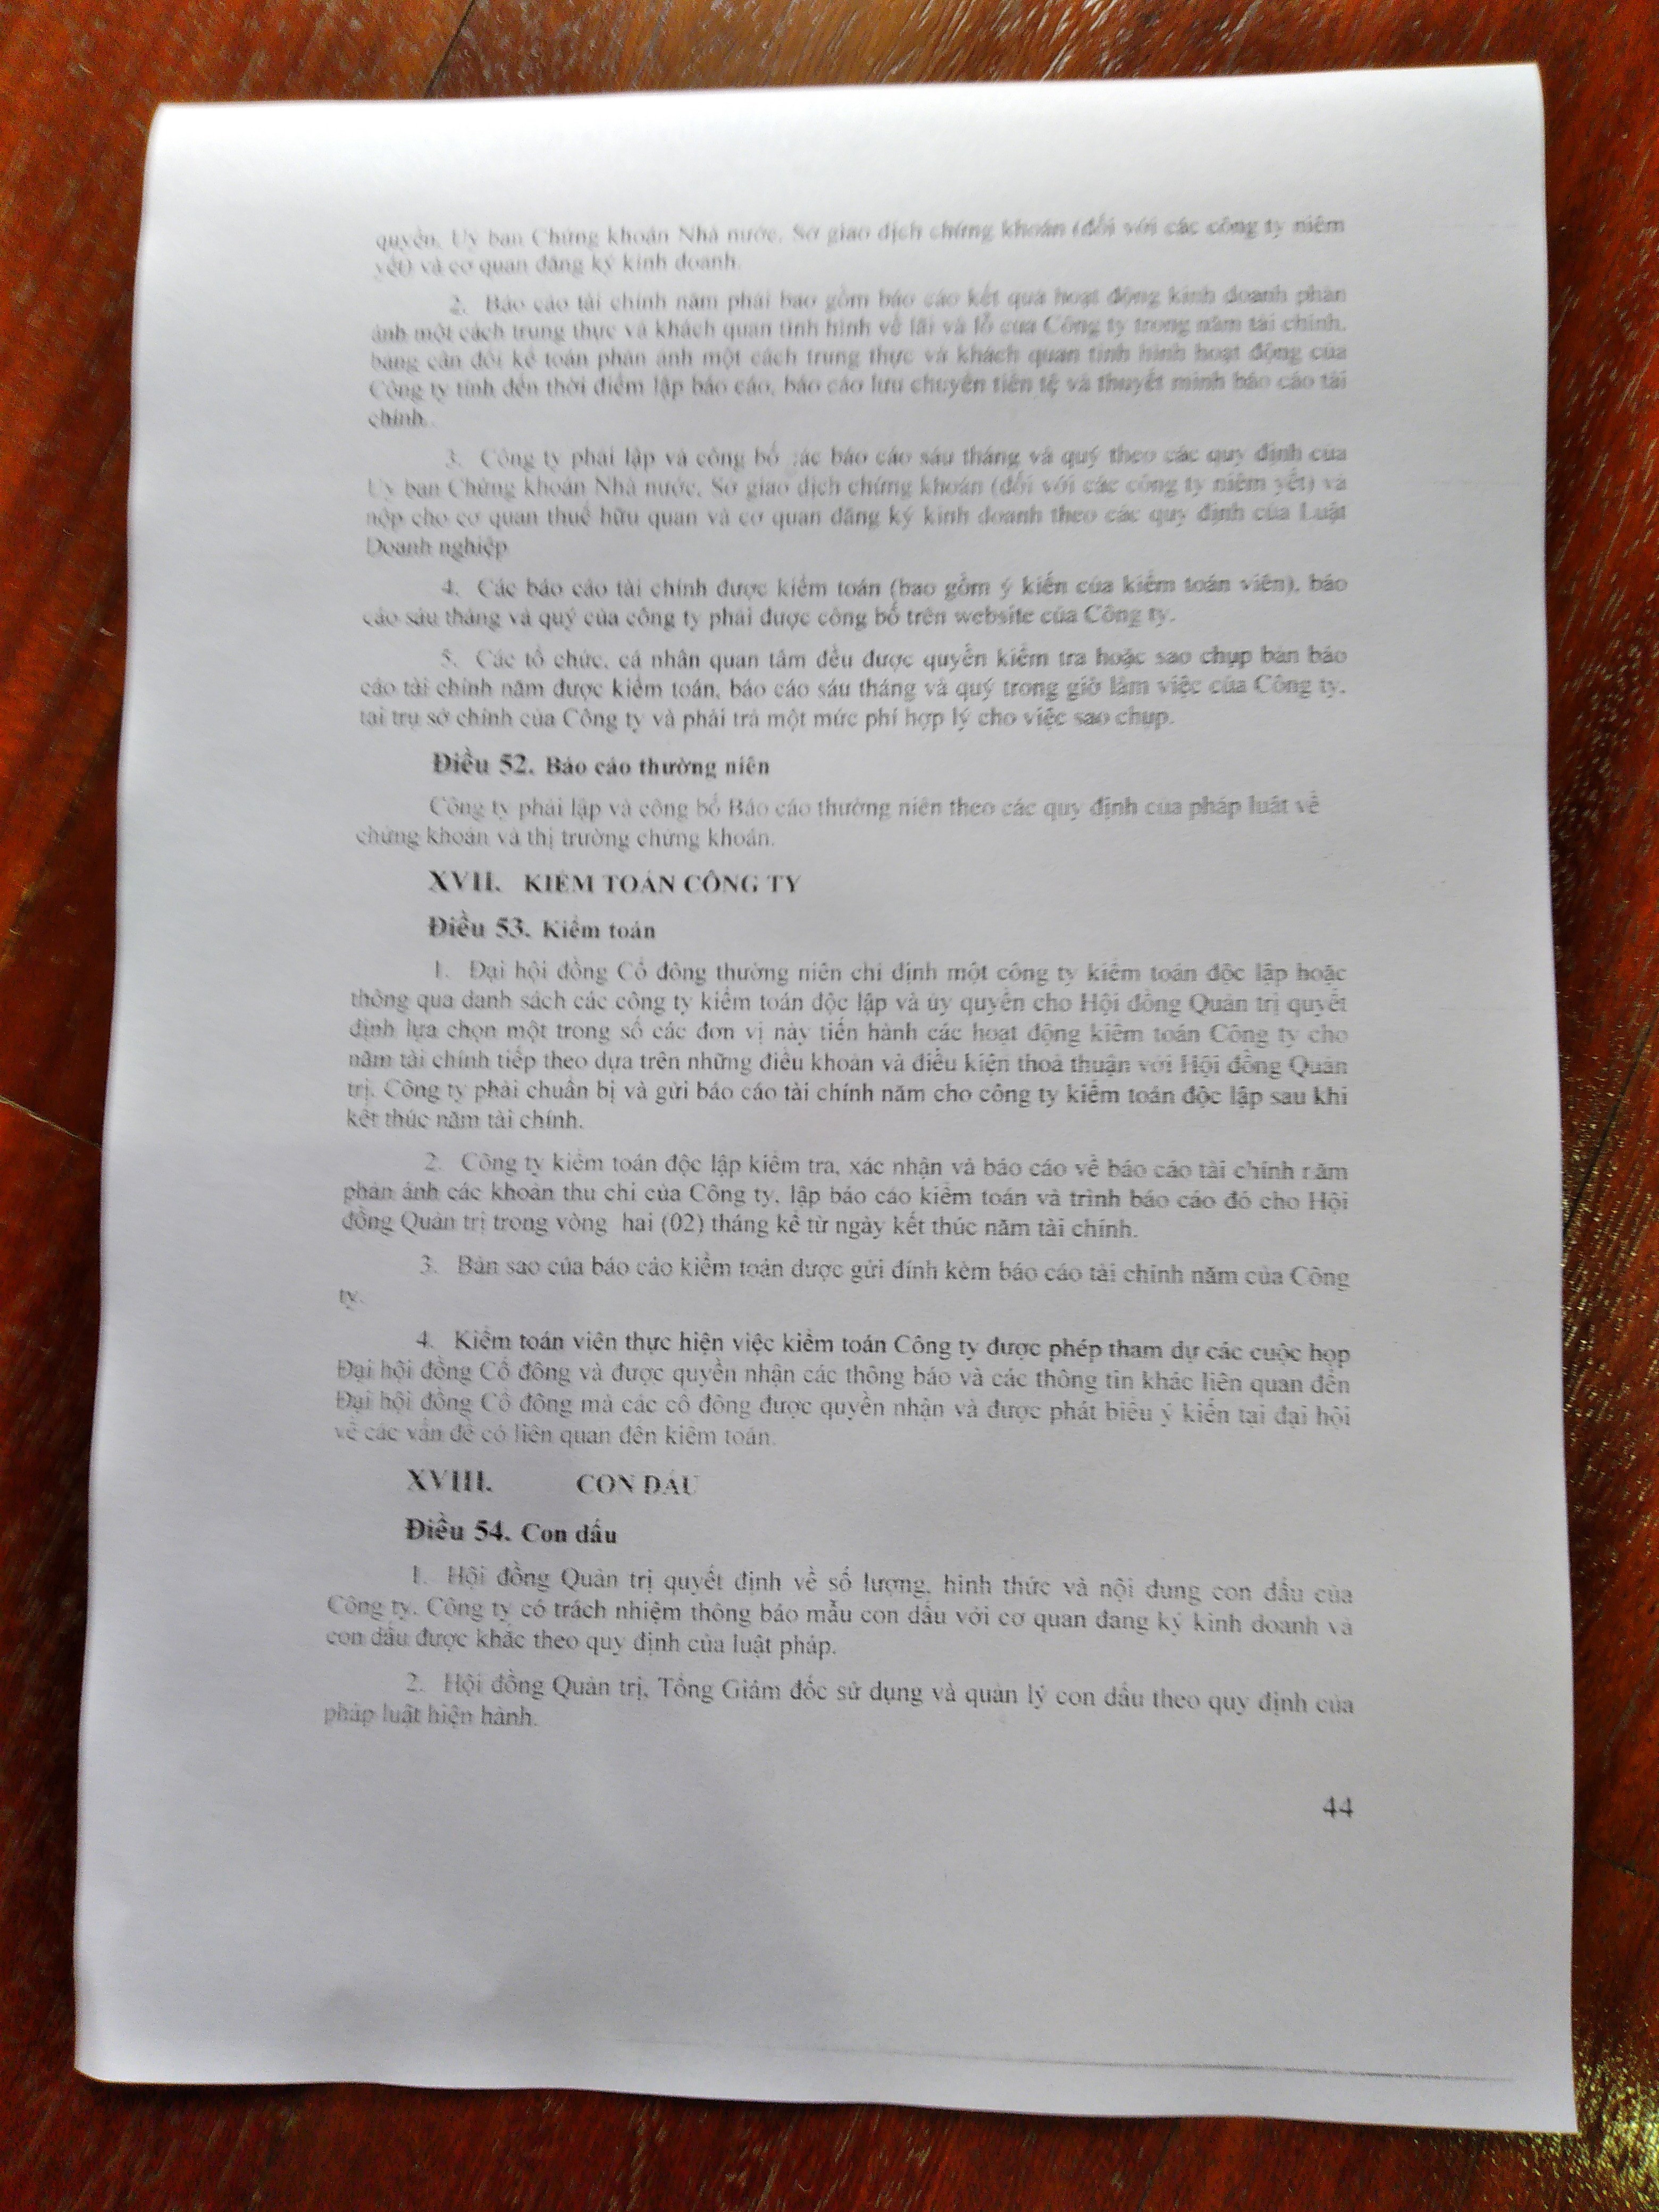 quyền, Ủy ban Chứng khoán Nhà nước, Sở giao dịch chứng khoán (đối với các công ty niêm
yết) và cơ quan đăng ký kinh doanh.
2. Báo cáo tài chính năm phải bao gồm báo cáo kết quả hoạt động kinh doanh phản
ánh một cách trung thực và khách quan tình hình về lãi và lỗ của Công ty trong năm tài chính,
bảng cân đối kế toán phản ánh một cách trung thực và khách quan tình hình hoạt động của
Công ty tính đến thời điểm lập báo cáo, báo cáo lưu chuyển tiền tệ và thuyết minh báo cáo tài
chính.
3. Công ty phải lập và công bố các báo cáo sáu tháng và quý theo các quy định của
Ủy ban Chứng khoán Nhà nước, Sở giao dịch chứng khoán (đối với các công ty niêm yết) và
nộp cho cơ quan thuế hữu quan và cơ quan đăng ký kinh doanh theo các quy định của Luật
Doanh nghiệp
4. Các báo cáo tài chính được kiểm toán (bao gồm ý kiến của kiểm toán viên), báo
cáo sáu tháng và quý của công ty phải được công bố trên website của Công ty.
5. Các tổ chức, cá nhân quan tâm đều được quyền kiểm tra hoặc sao chụp bản báo
cáo tài chính năm được kiểm toán, báo cáo sáu tháng và quý trong giờ làm việc của Công ty,
tại trụ sở chính của Công ty và phải trả một mức phí hợp lý cho việc sao chụp.
Điều 52. Báo cáo thường niên
Công ty phải lập và công bố Báo cáo thường niên theo các quy định của pháp luật về
chứng khoán và thị trường chứng khoán.
XVII. KIỂM TOÁN CÔNG TY
Điều 53. Kiểm toán
1. Đại hội đồng Cổ đông thường niên chỉ định một công ty kiểm toán độc lập hoặc
thông qua danh sách các công ty kiểm toán độc lập và ủy quyền cho Hội đồng Quản trị quyết
định lựa chọn một trong số các đơn vị này tiến hành các hoạt động kiểm toán Công ty cho
năm tài chính tiếp theo dựa trên những điều khoản và điều kiện thoả thuận với Hội đồng Quản
trị. Công ty phải chuẩn bị và gửi báo cáo tài chính năm cho công ty kiểm toán độc lập sau khi
kết thúc năm tài chính.
2. Công ty kiểm toán độc lập kiểm tra, xác nhận và báo cáo về báo cáo tài chính năm
phản ánh các khoản thu chi của Công ty, lập báo cáo kiểm toán và trình báo cáo đó cho Hội
đồng Quản trị trong vòng hai (02) tháng kể từ ngày kết thúc năm tài chính.
3. Bản sao của báo cáo kiểm toán được gửi đính kèm báo cáo tài chính năm của Công
ty.
4. Kiểm toán viên thực hiện việc kiểm toán Công ty được phép tham dự các cuộc họp
Đại hội đồng Cổ đông và được quyền nhận các thông báo và các thông tin khác liên quan đến
Đại hội đồng Cổ đông mà các cổ đông được quyền nhận và được phát biểu ý kiến tại đại hội
về các vấn đề có liên quan đến kiểm toán.
XVIII. CON DẤU
Điều 54. Con dấu
1. Hội đồng Quản trị quyết định về số lượng, hình thức và nội dung con dấu của
Công ty. Công ty có trách nhiệm thông báo mẫu con dấu với cơ quan đăng ký kinh doanh và
con dấu được khắc theo quy định của luật pháp.
2. Hội đồng Quản trị, Tổng Giám đốc sử dụng và quản lý con dấu theo quy định của
pháp luật hiện hành.
44